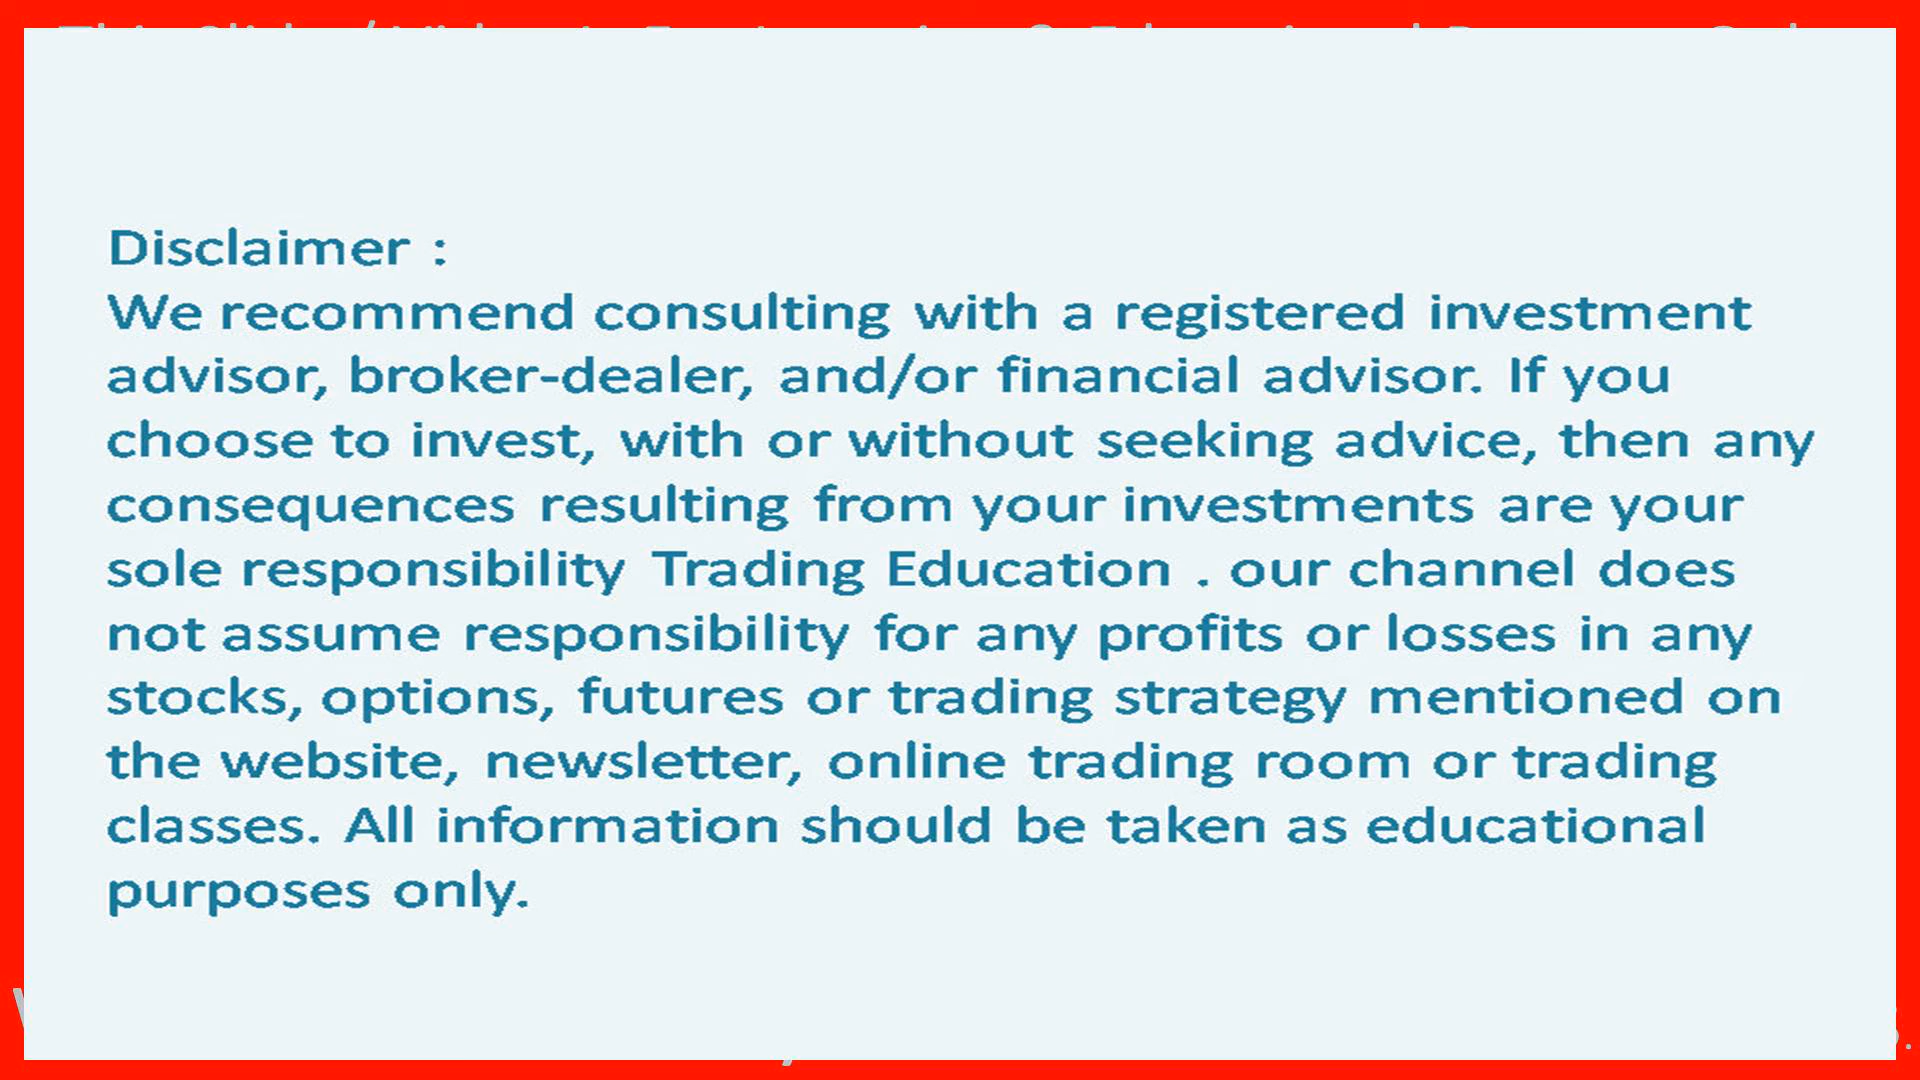 Disclaimer :
We recommend consulting with a registered investment
advisor, broker-dealer, and/or financial advisor. If you
choose to invest, with or without seeking advice, then any
consequences resulting from your investments are your
sole responsibility Trading Education . our channel does
not assume responsibility for any profits or losses in any
stocks, options, futures or trading strategy mentioned on
the website, newsletter, online trading room or trading
classes. All information should be taken as educational
purposes only.